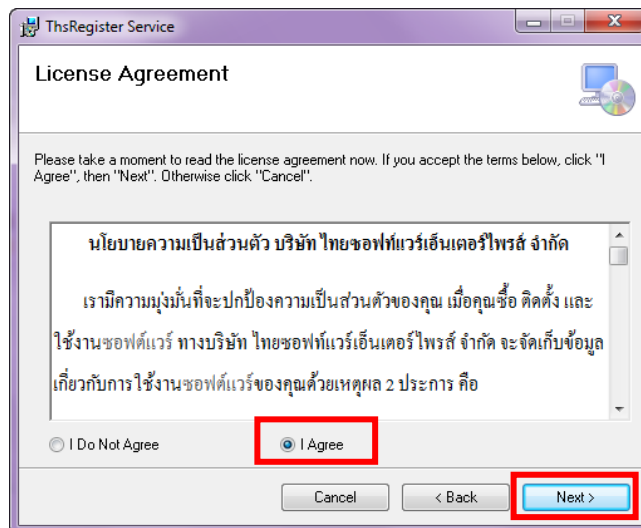 ThsRegister Service
License Agreement
Please take a moment to read the license agreement now. If you accept the terms below, click "I
Agree", then "Next". Otherwise click "Cancel".
นโยบายความเป็นส่วนตัว บริษัท ไทยซอฟท์แวร์เอ็นเตอร์ไพรส์ จำกัด
เรามีความมุ่งมั่นที่จะปกป้องความเป็นส่วนตัวของคุณ เมื่อคุณซื้อ ติดตั้ง และ
ใช้งานซอฟต์แวร์ ทางบริษัท ไทยซอฟท์แวร์เอ็นเตอร์ไพรส์ จำกัด จะจัดเก็บข้อมูล
เกี่ยวกับการใช้งานซอฟต์แวร์ของคุณด้วยเหตุผล 2 ประการ คือ
I Do Not Agree
I Agree
Cancel
< Back
Next >